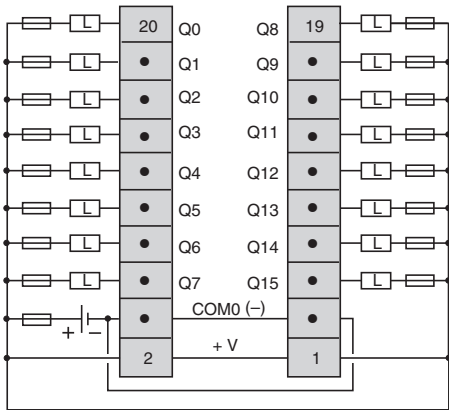 20 Q0 Q8 19
L Q1 Q9 L
L Q2 Q10 L
L Q3 Q11 L
L Q4 Q12 L
L Q5 Q13 L
L Q6 Q14 L
L Q7 Q15 L
L L
COM0 (–)
+ –
2 + V 1